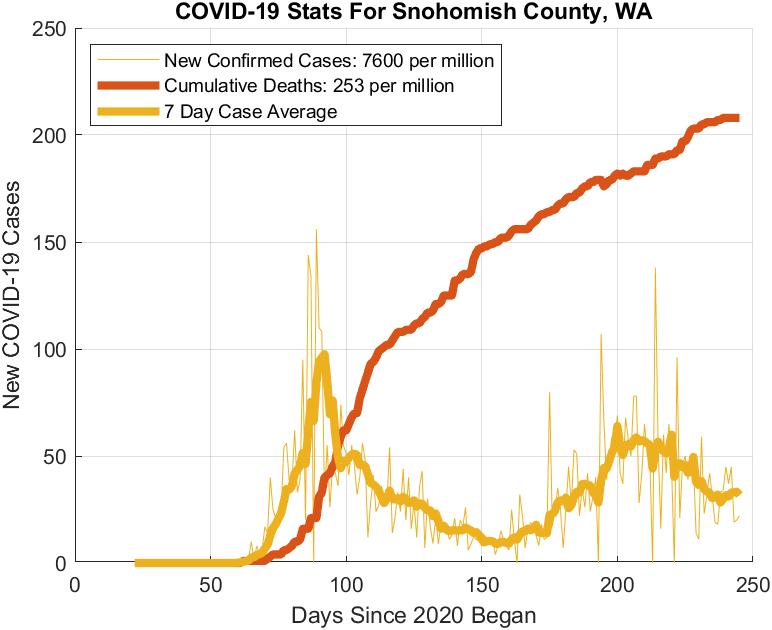 COVID-19 Stats For Snohomish County, WA
250
New Confirmed Cases: 7600 per million
Cumulative Deaths: 253 per million
7 Day Case Average
200
150
100
50
0
New COVID-19 Cases
0 50 100 150 200 250
Days Since 2020 Began